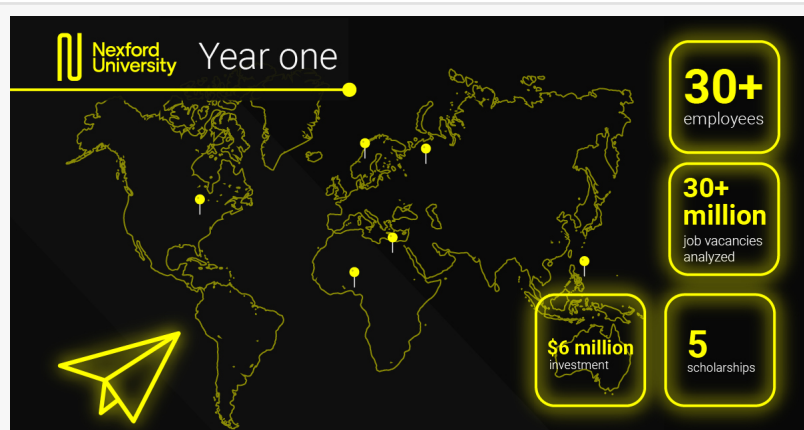 Nexford
University
Year one
30+
employees
30+
million
job vacancies
analyzed
$6 million
investment
5
scholarships